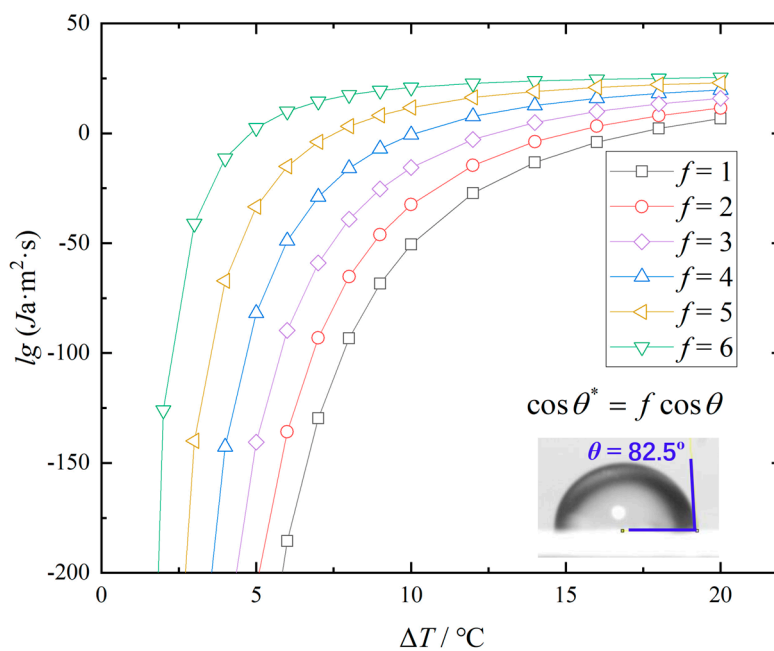 50
0
-50
-100
-150
-200
0
5
10
15
20
lg (Ja·m²·s)
ΔT / °C
f = 1
f = 2
f = 3
f = 4
f = 5
f = 6
cos θ* = f cos θ
θ = 82.5°